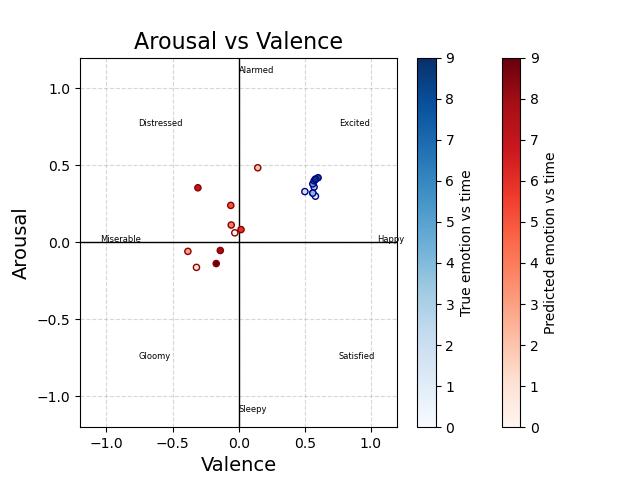 Arousal vs Valence
Alarmed
Distressed
Excited
Miserable
Happy
Gloomy
Satisfied
Sleepy
1.0
0.5
0.0
−0.5
−1.0
Arousal
−1.0 −0.5 0.0 0.5 1.0
Valence
9
8
7
6
5
4
3
2
1
0
True emotion vs time
9
8
7
6
5
4
3
2
1
0
Predicted emotion vs time